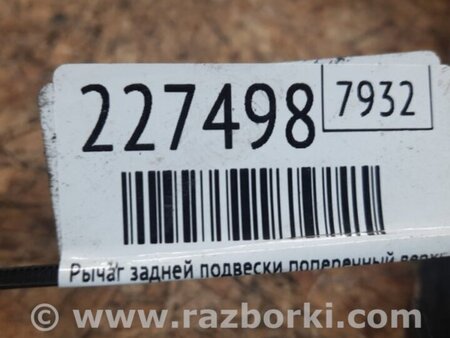 227498 7932
Рычаг задней подвески поперечный
© www.razborki.com